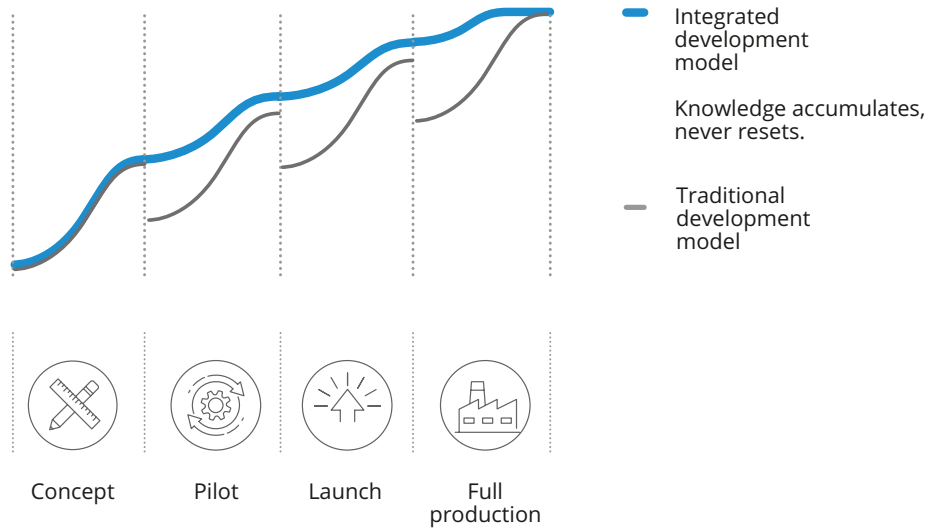 Integrated
development
model
Knowledge accumulates,
never resets.
Traditional
development
model
Concept
Pilot
Launch
Full
production